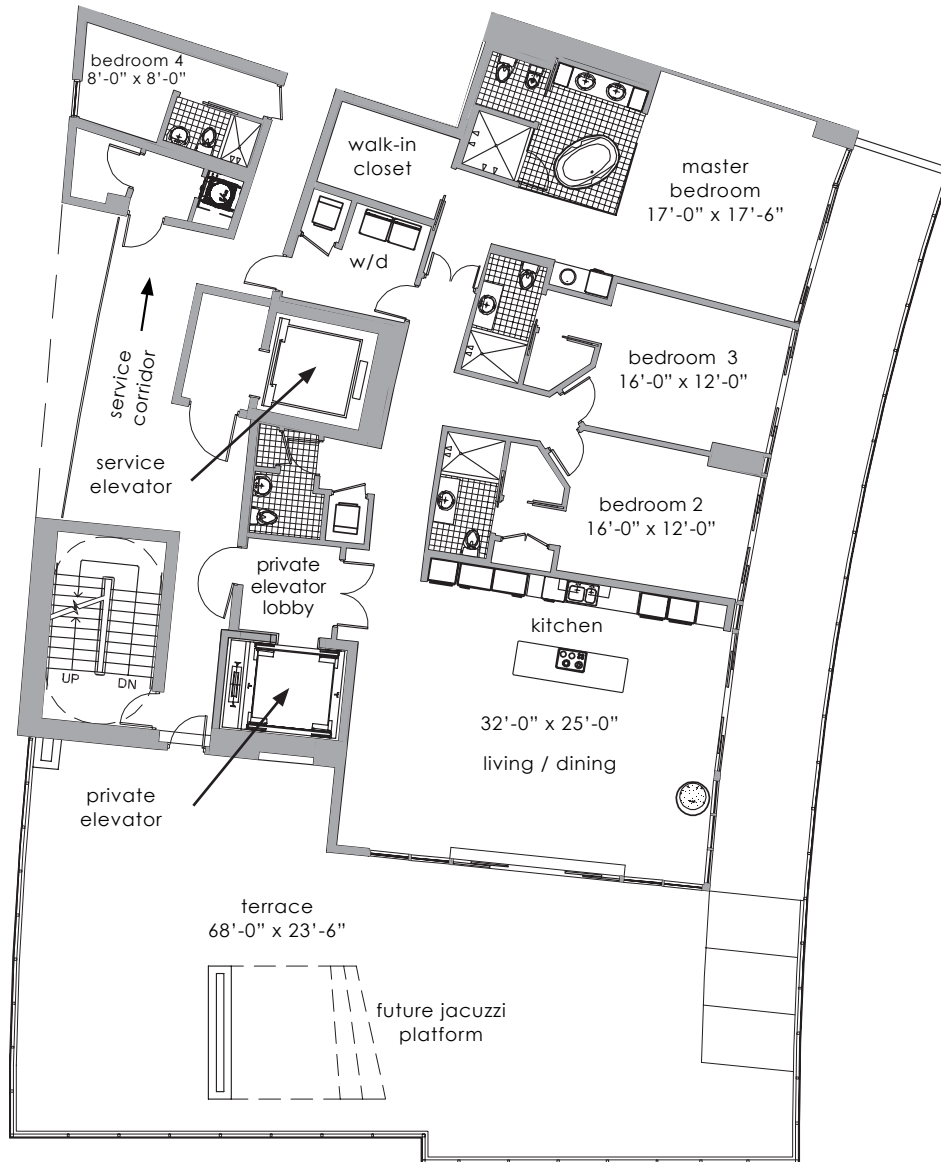 bedroom 4
8’-0” x 8’-0”
walk-in
closet
master
bedroom
17’-0” x 17’-6”
w/d
service
corridor
bedroom 3
16’-0” x 12’-0”
service
elevator
bedroom 2
16’-0” x 12’-0”
private
elevator
lobby
kitchen
UP
DN
32’-0” x 25’-0”
living / dining
private
elevator
terrace
68’-0” x 23’-6”
future jacuzzi
platform